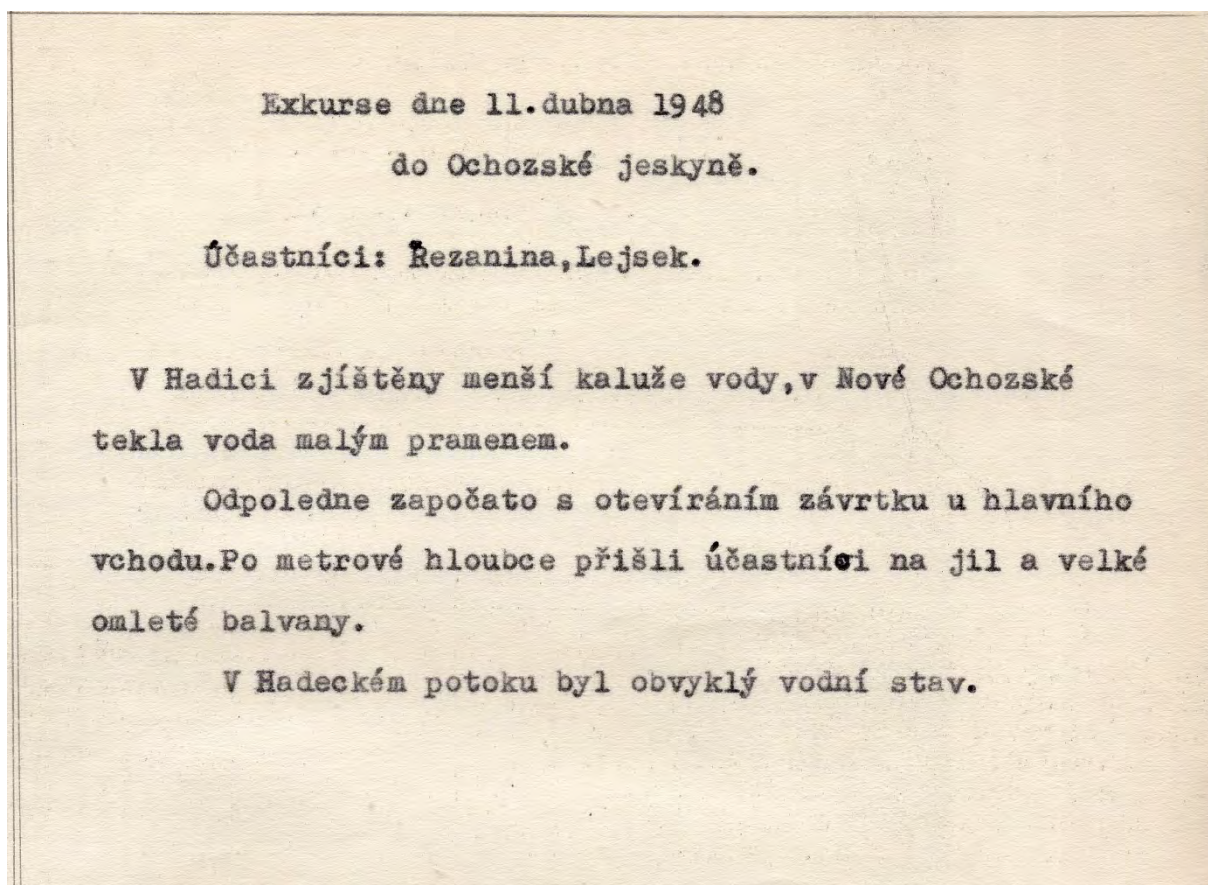 Exkurse dne 11.dubna 1948
do Ochozské jeskyně.
Účastníci: Řezanina,Lejsek.
V Hadici zjíštěny menší kaluže vody,v Nové Ochozské
tekla voda malým pramenem.
Odpoledne započato s otevíráním závrtku u hlavního
vchodu.Po metrové hloubce přišli účastníci na jil a velké
omleté balvany.
V Hadeckém potoku byl obvyklý vodní stav.